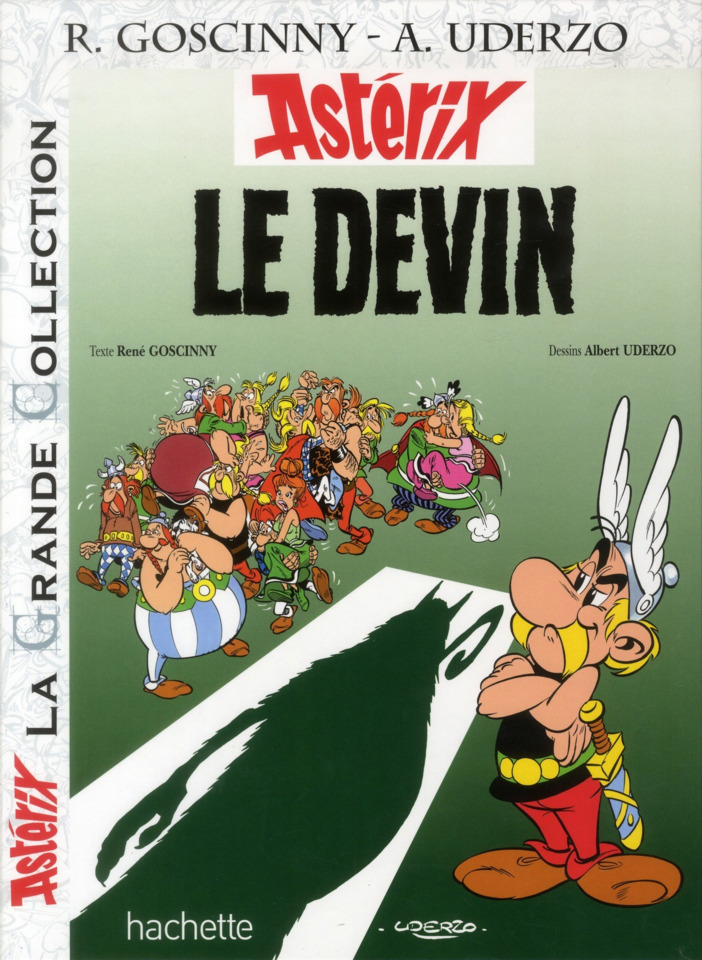 R. GOSCINNY - A. UDERZO
Astérix
LE DEVIN
Texte René GOSCINNY
Dessins Albert UDERZO
Astérix LA GRANDE COLLECTION
hachette
- UDERZO -